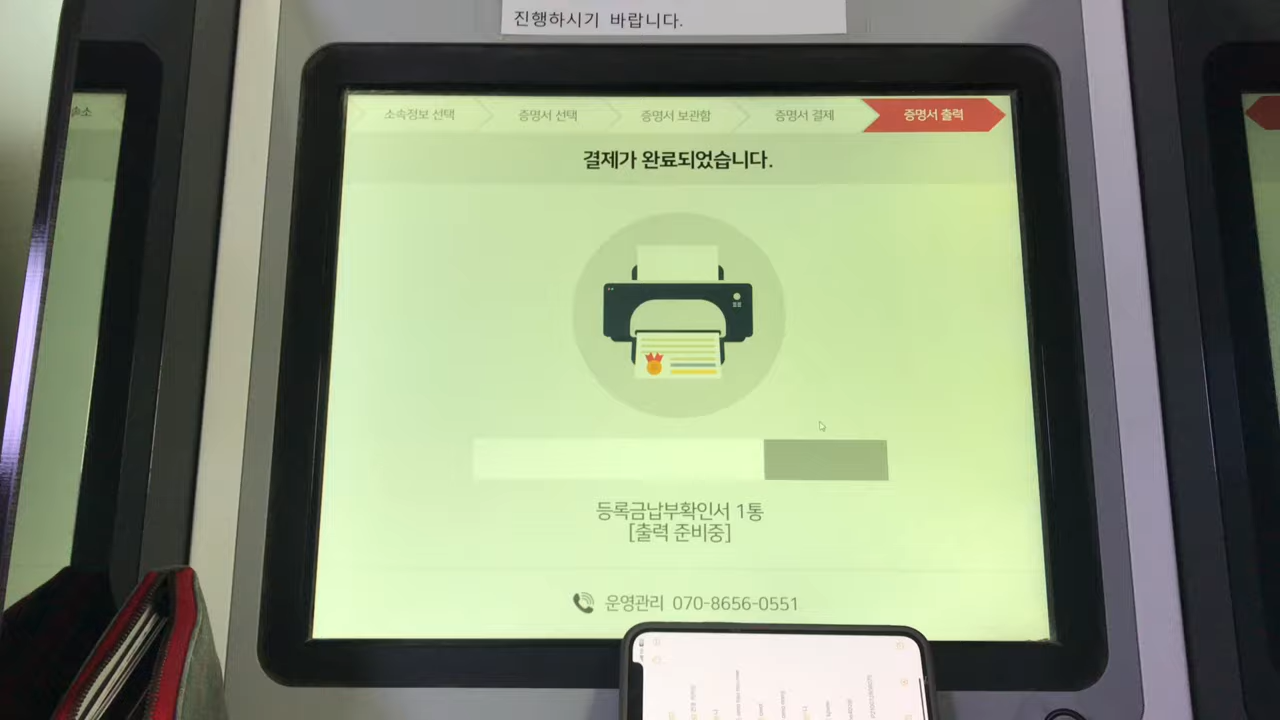 진행하시기 바랍니다.
소속정보 선택
증명서 선택
증명서 보관함
증명서 결제
증명서 출력
결제가 완료되었습니다.
등록금납부확인서 1통
[출력 준비중]
운영관리 070-8656-0551